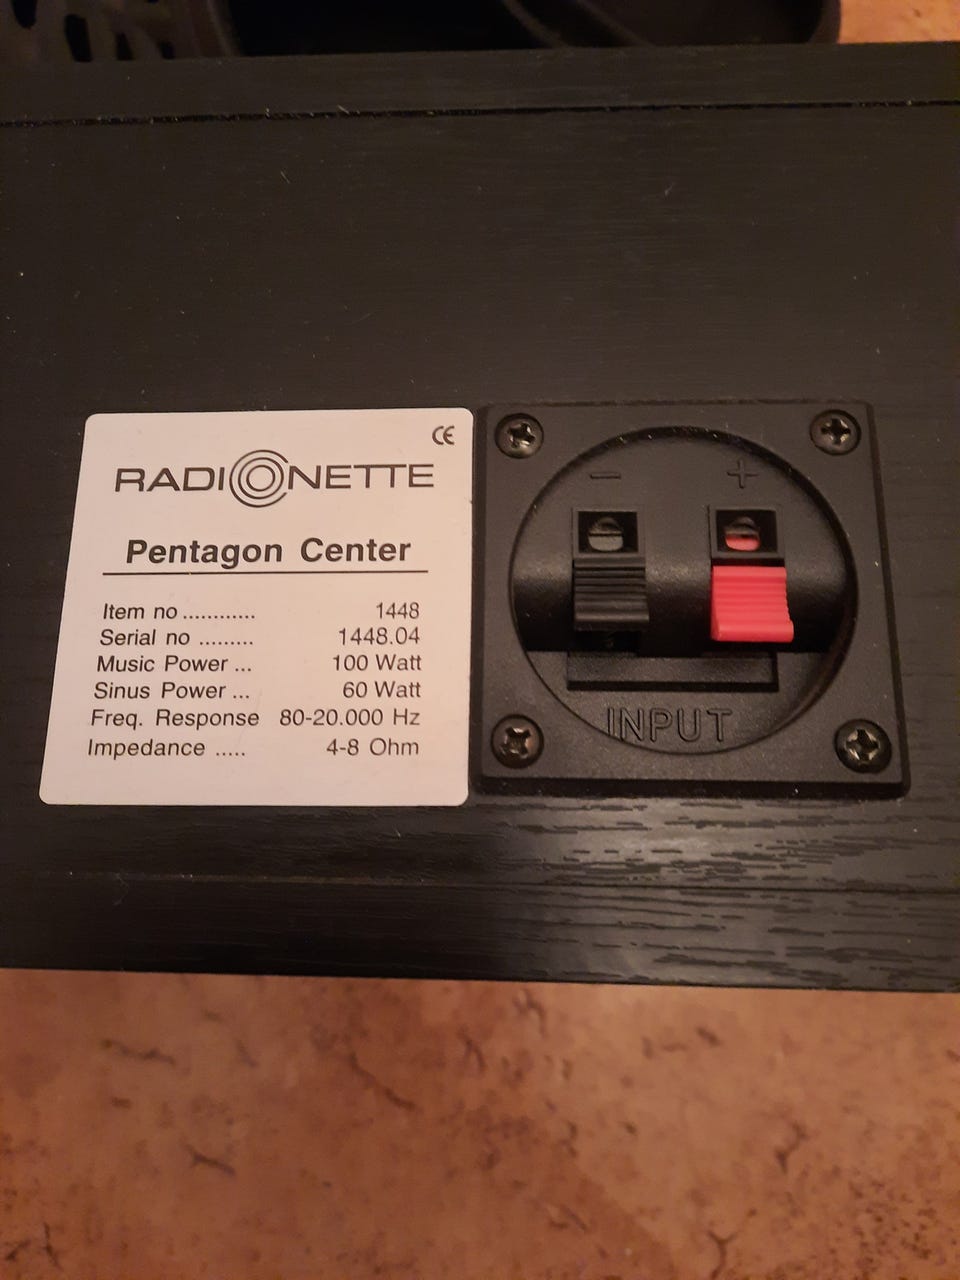 CE
RADIONETTE
Pentagon Center
Item no ............ 1448
Serial no ......... 1448.04
Music Power ... 100 Watt
Sinus Power ... 60 Watt
Freq. Response 80-20.000 Hz
Impedance ..... 4-8 Ohm
- +
INPUT